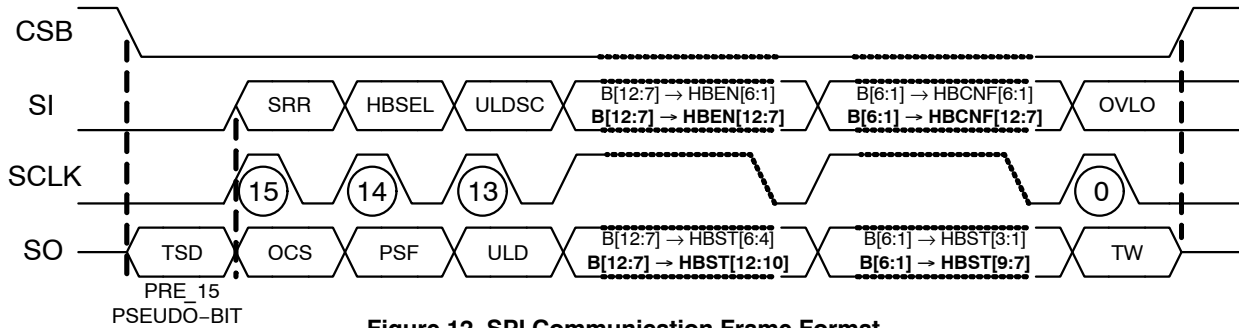 CSB
SI
SRR
HBSEL
ULDSC
B[12:7] → HBEN[6:1]
B[12:7] → HBEN[12:7]
B[6:1] → HBCNF[6:1]
B[6:1] → HBCNF[12:7]
OVLO
SCLK
15
14
13
0
SO
TSD
OCS
PSF
ULD
B[12:7] → HBST[6:4]
B[12:7] → HBST[12:10]
B[6:1] → HBST[3:1]
B[6:1] → HBST[9:7]
TW
PRE_15
PSEUDO−BIT
Figure 12. SPI Communication Frame Format